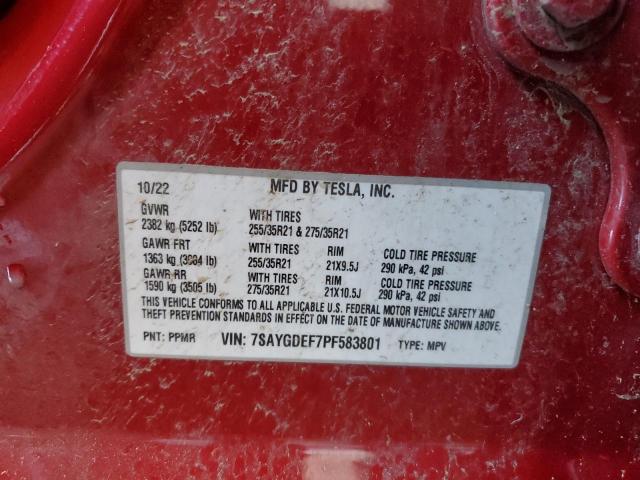 10/22 MFD BY TESLA, INC.
GVWR WITH TIRES
2382 kg (5252 lb) 255/35R21 & 275/35R21
GAWR FRT WITH TIRES RIM COLD TIRE PRESSURE
1363 kg (3004 lb) 255/35R21 21X9.5J 290 kPa, 42 psi
GAWR RR WITH TIRES RIM COLD TIRE PRESSURE
1590 kg (3505 lb) 275/35R21 21X10.5J 290 kPa, 42 psi
THIS VEHICLE CONFORMS TO ALL APPLICABLE U.S. FEDERAL MOTOR VEHICLE SAFETY AND
THEFT PREVENTION STANDARDS IN EFFECT ON THE DATE OF MANUFACTURE SHOWN ABOVE.
PNT: PPMR VIN: 7SAYGDEF7PF583801 TYPE: MPV